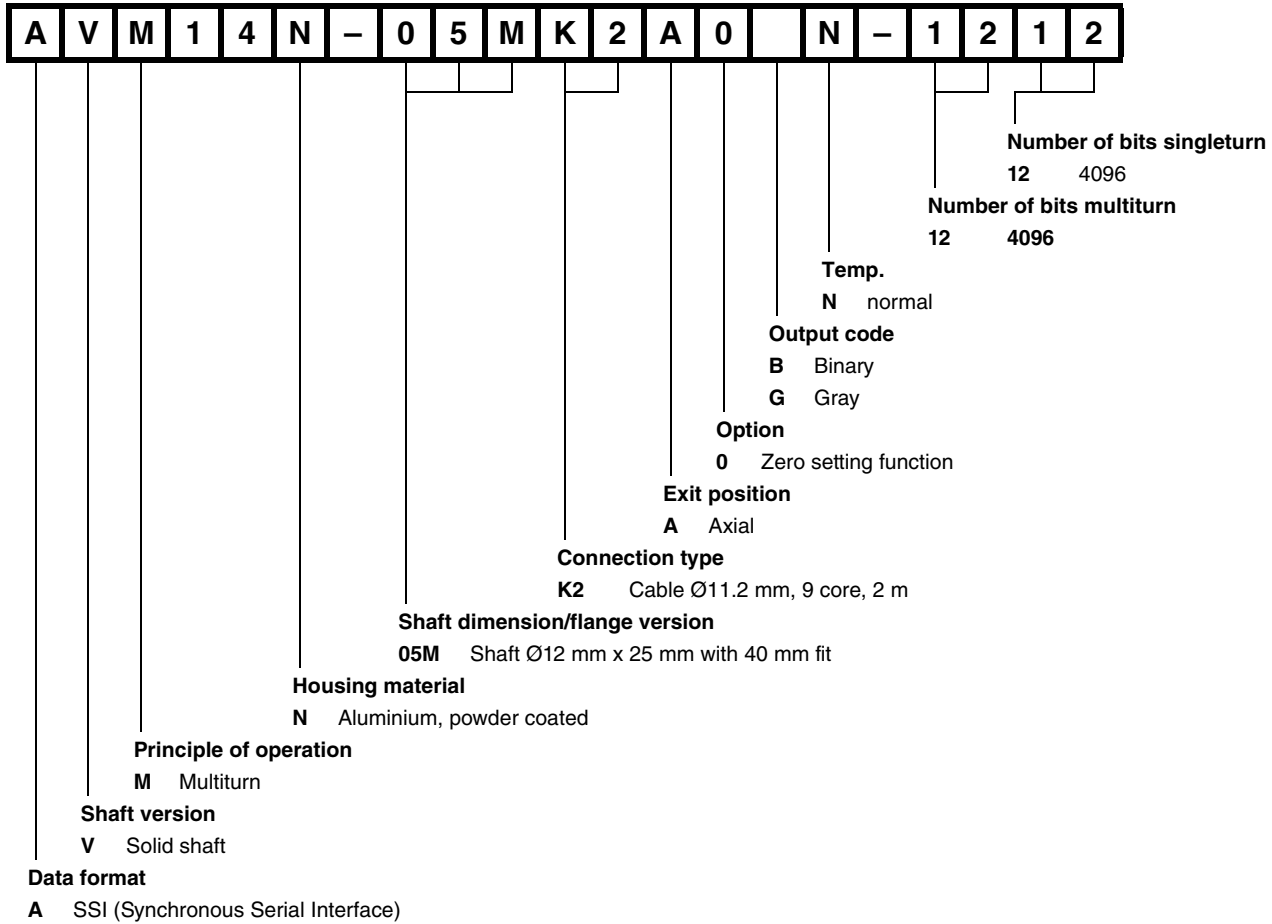 A V M 1 4 N – 0 5 M K 2 A 0 N – 1 2 1 2
Number of bits singleturn
12 4096
Number of bits multiturn
12 4096
Temp.
N normal
Output code
B Binary
G Gray
Option
0 Zero setting function
Exit position
A Axial
Connection type
K2 Cable Ø11.2 mm, 9 core, 2 m
Shaft dimension/flange version
05M Shaft Ø12 mm x 25 mm with 40 mm fit
Housing material
N Aluminium, powder coated
Principle of operation
M Multiturn
Shaft version
V Solid shaft
Data format
A SSI (Synchronous Serial Interface)